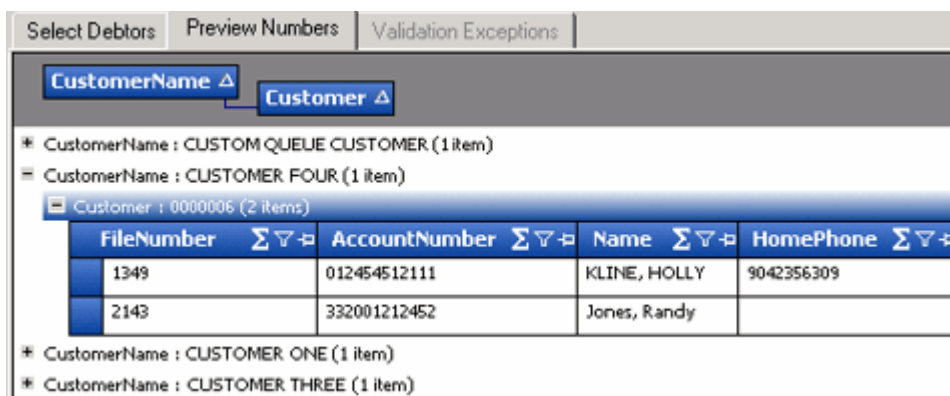 Select Debtors Preview Numbers Validation Exceptions
CustomerName
Customer
CustomerName : CUSTOM QUEUE CUSTOMER (1 item)
CustomerName : CUSTOMER FOUR (1 item)
Customer : 0000006 (2 items)
FileNumber AccountNumber Name HomePhone
1349 012454512111 KLINE, HOLLY 9042356309
2143 332001212452 Jones, Randy
CustomerName : CUSTOMER ONE (1 item)
CustomerName : CUSTOMER THREE (1 item)